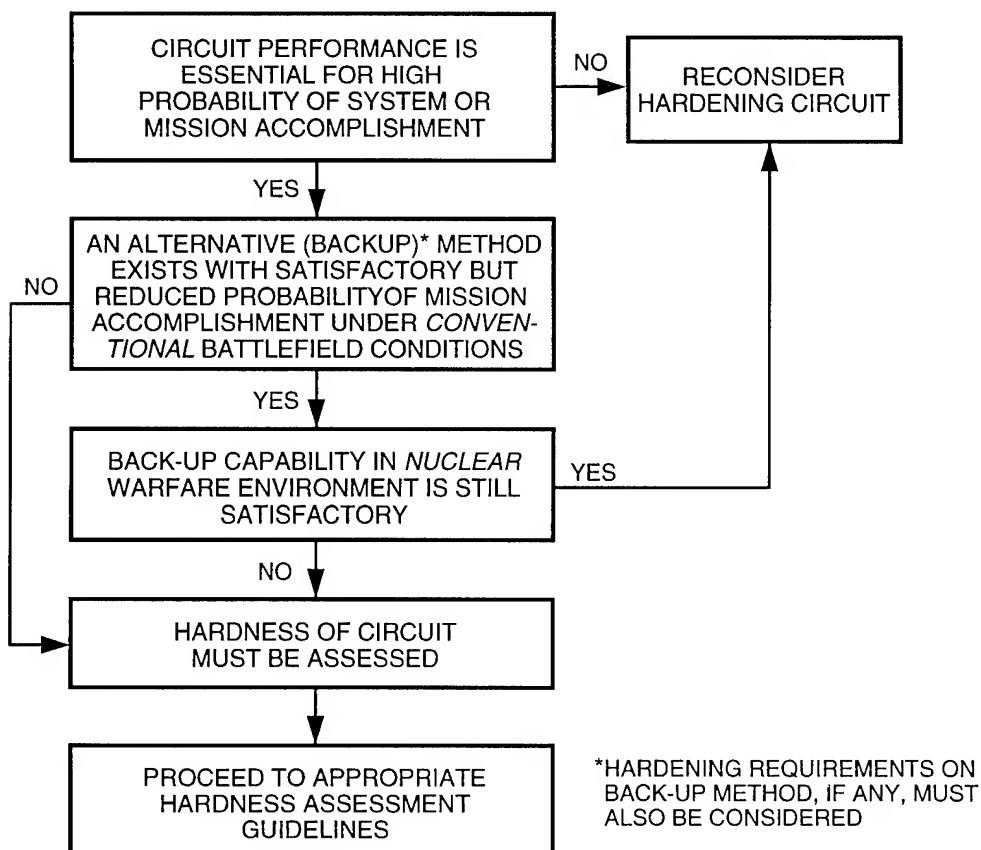 CIRCUIT PERFORMANCE IS
ESSENTIAL FOR HIGH
PROBABILITY OF SYSTEM OR
MISSION ACCOMPLISHMENT
NO
RECONSIDER
HARDENING CIRCUIT
YES
AN ALTERNATIVE (BACKUP)* METHOD
EXISTS WITH SATISFACTORY BUT
REDUCED PROBABILITYOF MISSION
ACCOMPLISHMENT UNDER CONVEN-
TIONAL BATTLEFIELD CONDITIONS
NO
YES
BACK-UP CAPABILITY IN NUCLEAR
WARFARE ENVIRONMENT IS STILL
SATISFACTORY
YES
NO
HARDNESS OF CIRCUIT
MUST BE ASSESSED
PROCEED TO APPROPRIATE
HARDNESS ASSESSMENT
GUIDELINES
*HARDENING REQUIREMENTS ON
BACK-UP METHOD, IF ANY, MUST
ALSO BE CONSIDERED